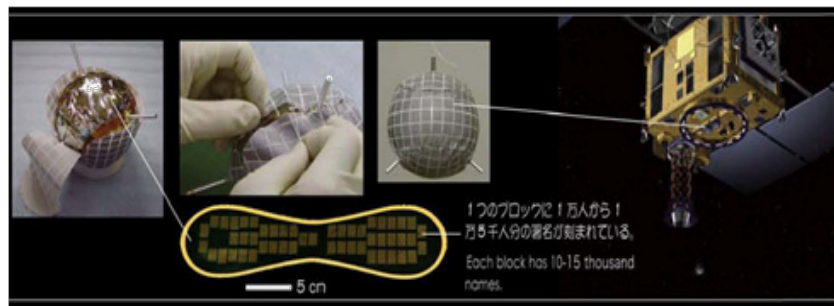 1つのブロックに1万人から1
万5千人分の署名が刻まれている。
Each block has 10-15 thousand
names.
5 cm